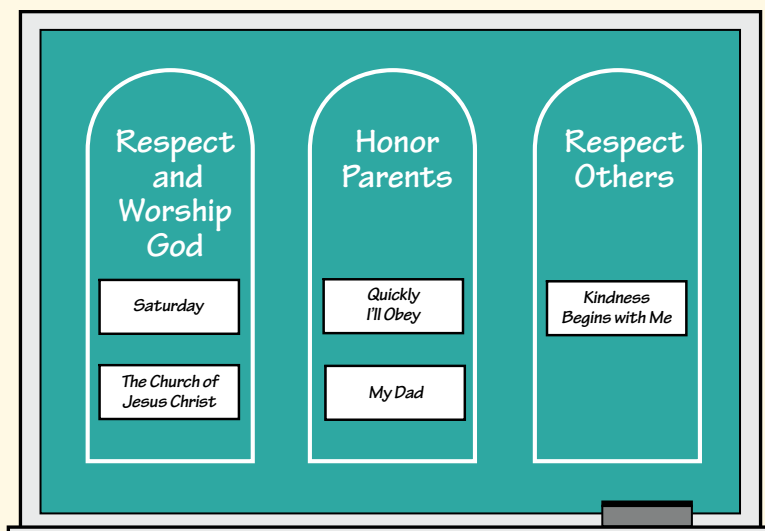 Respect
and
Worship
God
Saturday
The Church of
Jesus Christ
Honor
Parents
Quickly
I'll Obey
My Dad
Respect
Others
Kindness
Begins with Me